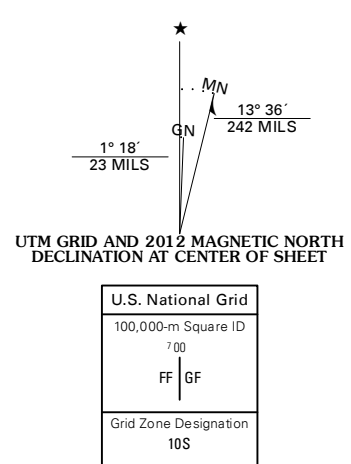 ★
MN
GN
13° 36´
242 MILS
1° 18´
23 MILS
UTM GRID AND 2012 MAGNETIC NORTH
DECLINATION AT CENTER OF SHEET
U.S. National Grid
100,000-m Square ID
7 00
FF GF
Grid Zone Designation
10S